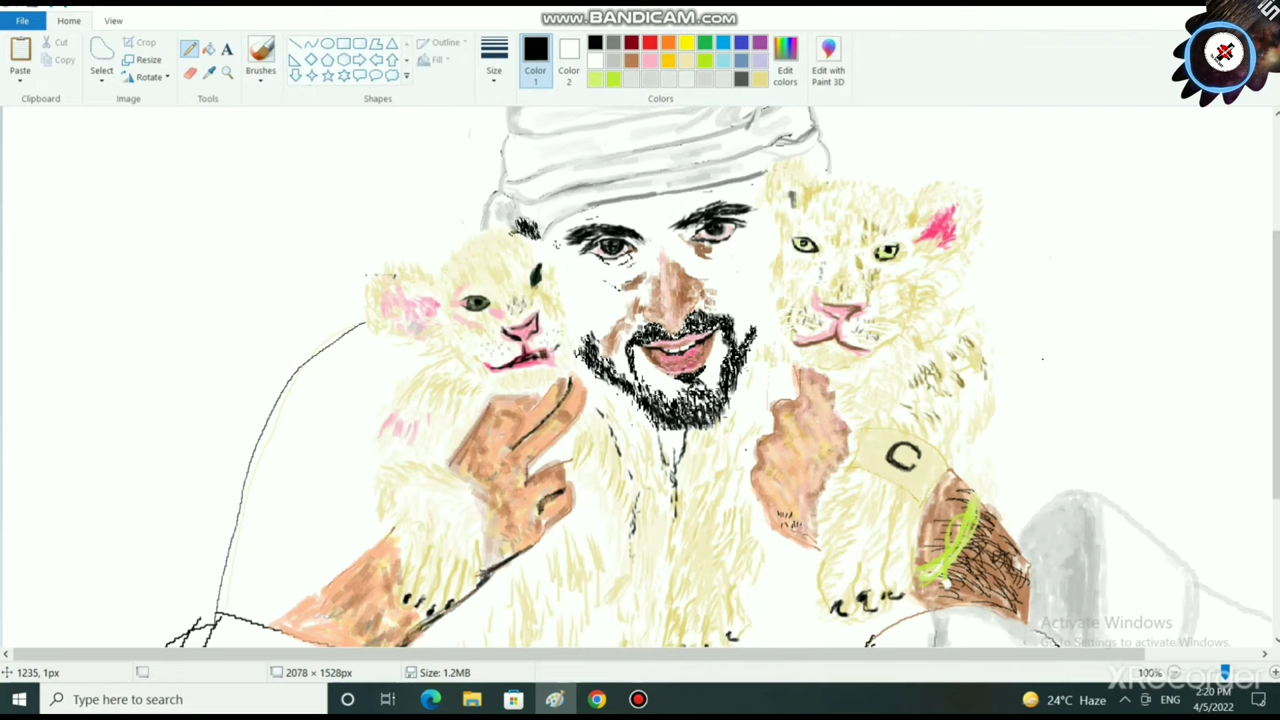 www.BANDICAM.com
File Home View
Paste
Cut
Copy
Clipboard
Select
Crop
Resize
Rotate
Image
A
Tools
Brushes
Shapes
Outline
Fill
Size
Color
1
Color
2
Colors
Edit
colors
Edit with
Paint 3D
C
Activate Windows
Go to Settings to activate Windows.
1235, 1px
2078 × 1528px
Size: 1.2MB
100%
XRecorder
Type here to search
24°C Haze
ENG
2:20 PM
4/5/2022